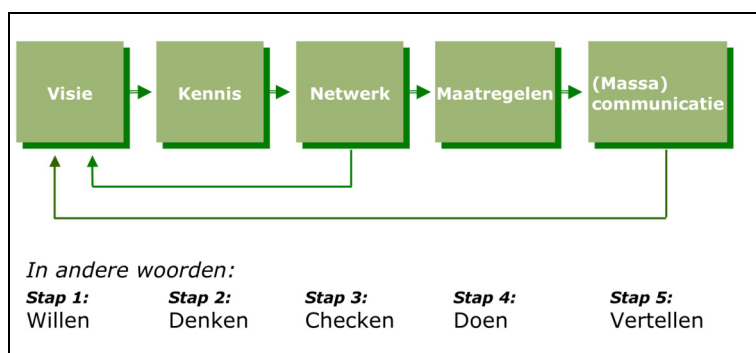 Visie
Kennis
Netwerk
Maatregelen
(Massa)
communicatie
In andere woorden:
Stap 1:
Willen
Stap 2:
Denken
Stap 3:
Checken
Stap 4:
Doen
Stap 5:
Vertellen